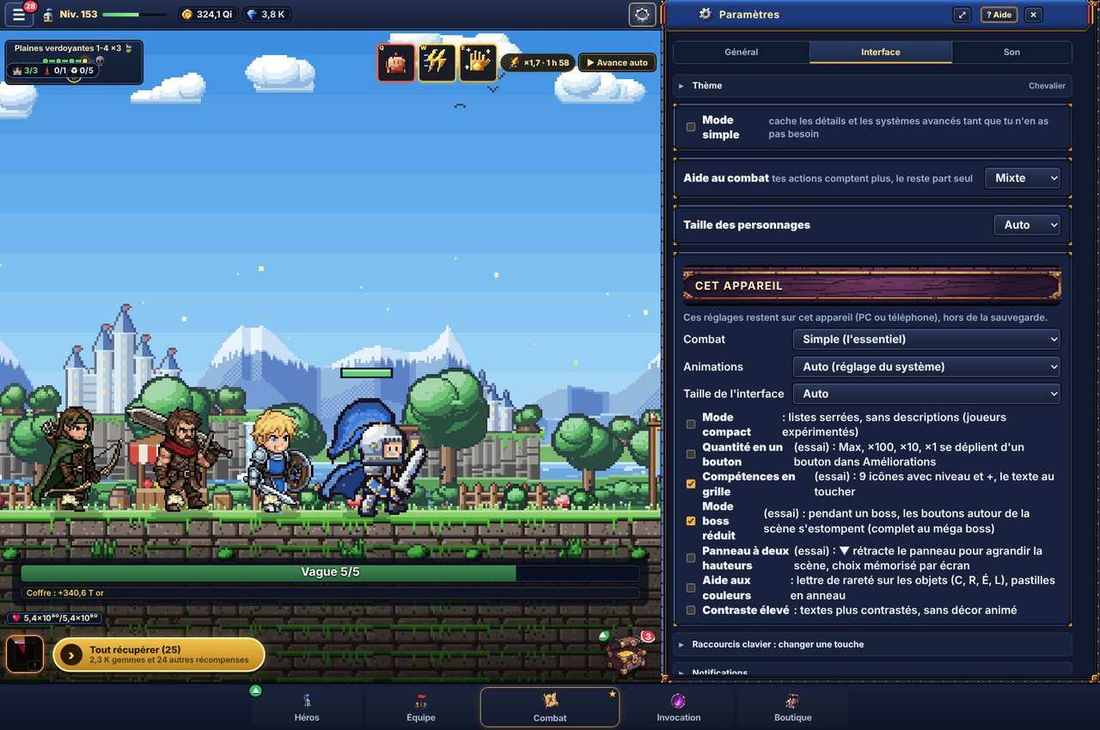 28
Niv. 153
324,1 Qi
3,8 K
Plaines verdoyantes 1-4 ×3
3/3
0/1
0/5
Q
W
×1,7 · 1 h 58
Avance auto
Vague 5/5
Coffre : +340,6 T or
Tout récupérer (25)
2,3 K gemmes et 24 autres récompenses
3
Héros
Équipe
Combat
Invocation
Boutique
Paramètres
? Aide
Général
Interface
Son
Thème
Chevalier
Mode simple
cache les détails et les systèmes avancés tant que tu n'en as
pas besoin
Aide au combat tes actions comptent plus, le reste part seul
Mixte
Taille des personnages
Auto
CET APPAREIL
Ces réglages restent sur cet appareil (PC ou téléphone), hors de la sauvegarde.
Combat
Simple (l'essentiel)
Animations
Auto (réglage du système)
Taille de l'interface
Auto
Mode compact
: listes serrées, sans descriptions (joueurs
expérimentés)
Quantité en un bouton
(essai) : Max, ×100, ×10, ×1 se déplient d'un
bouton dans Améliorations
Compétences en grille
(essai) : 9 icônes avec niveau et +, le texte au
toucher
Mode boss réduit
(essai) : pendant un boss, les boutons autour de la
scène s'estompent (complet au méga boss)
Panneau à deux hauteurs
(essai) : ▼ rétracte le panneau pour agrandir la
scène, choix mémorisé par écran
Aide aux couleurs
: lettre de rareté sur les objets (C, R, É, L), pastilles
en anneau
Contraste élevé : textes plus contrastés, sans décor animé
Raccourcis clavier : changer une touche
Notifications